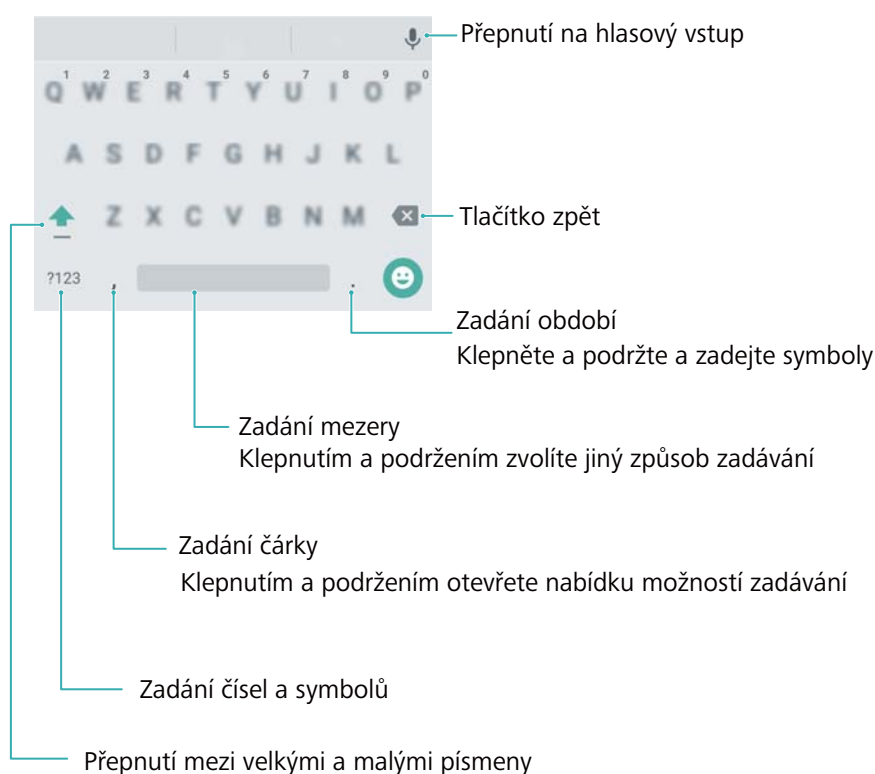 Přepnutí na hlasový vstup
1 2 3 4 5 6 7 8 9 0
Q W E R T Y U I O P
A S D F G H J K L
Z X C V B N M
Tlačítko zpět
?123 , .
Zadání období
Klepněte a podržte a zadejte symboly
Zadání mezery
Klepnutím a podržením zvolíte jiný způsob zadávání
Zadání čárky
Klepnutím a podržením otevřete nabídku možností zadávání
Zadání čísel a symbolů
Přepnutí mezi velkými a malými písmeny